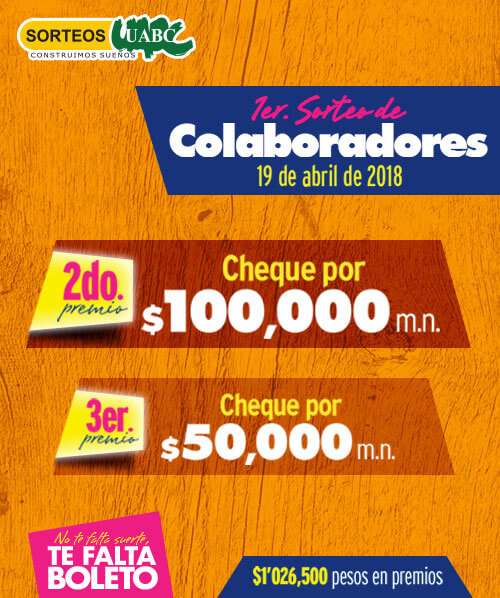 SORTEOS UABC
CONSTRUIMOS SUEÑOS
1er. Sorteo de
Colaboradores
19 de abril de 2018
2do.
premio
Cheque por
$100,000 m.n.
3er.
premio
Cheque por
$50,000 m.n.
No te falta suerte,
TE FALTA
BOLETO
$1'026,500 pesos en premios